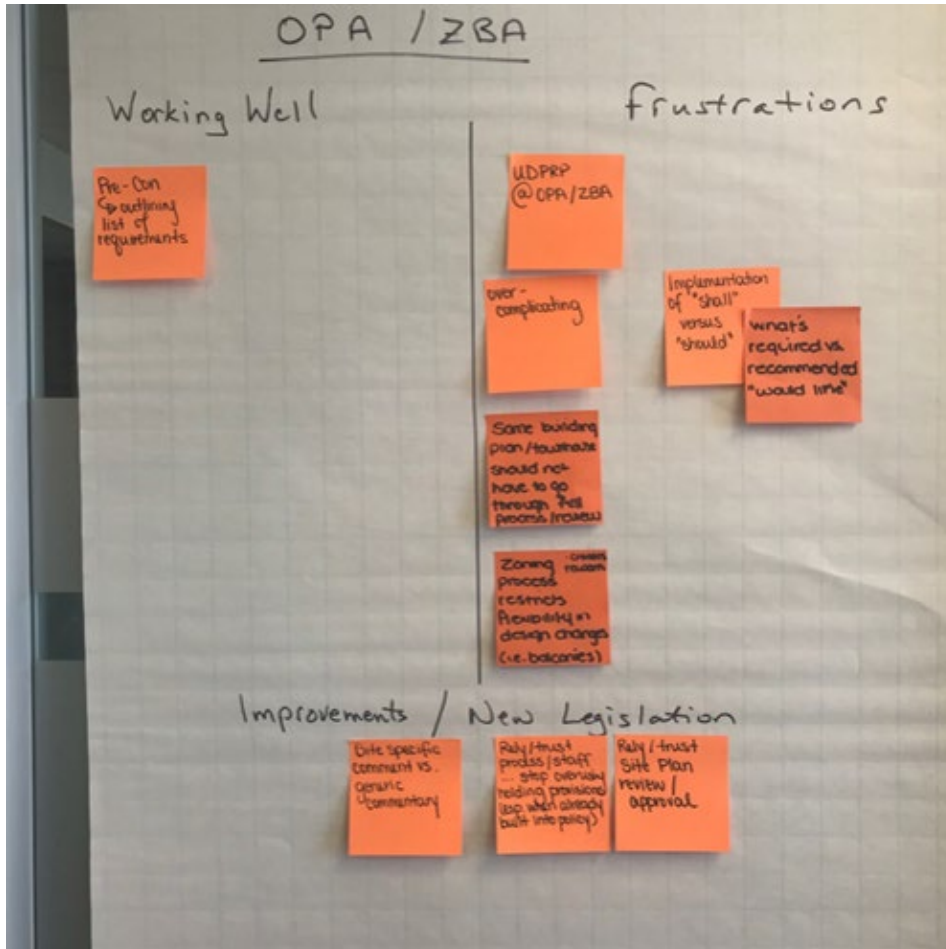 OPA / ZBA
Working Well
Frustrations
Pre-Con
↳ outlining
list of
requirements
UDPRP
@OPA/ZBA
over-
complicating
Implementation
of "shall"
versus
"should"
what's
required vs.
recommended
"would line"
Same building
plan/townhouse
should not
have to go
through full
process/review
Zoning
process
restricts
flexibility in
design changes
(i.e. balconies)
Improvements / New Legislation
Site specific
comment vs.
generic
commentary
Rely/trust
process/staff
... stop overusing
holding provisions
(esp. when already
built into policy)
Rely/trust
Site Plan
review/
approval